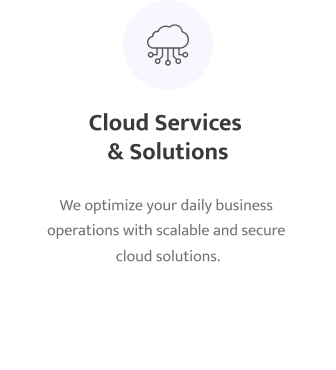 Cloud Services
& Solutions
We optimize your daily business
operations with scalable and secure
cloud solutions.